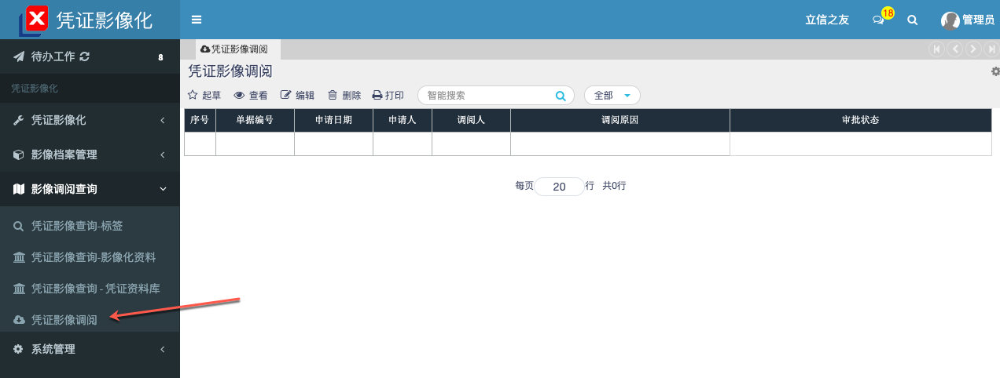 凭证影像化
立信之友 18 管理员
待办工作 8
凭证影像化
凭证影像化
影像档案管理
影像调阅查询
凭证影像查询-标签
凭证影像查询-影像化资料
凭证影像查询 - 凭证资料库
凭证影像调阅
系统管理
凭证影像调阅
凭证影像调阅
起草 查看 编辑 删除 打印 智能搜索 全部
序号 单据编号 申请日期 申请人 调阅人 调阅原因 审批状态
每页 20 行 共0行